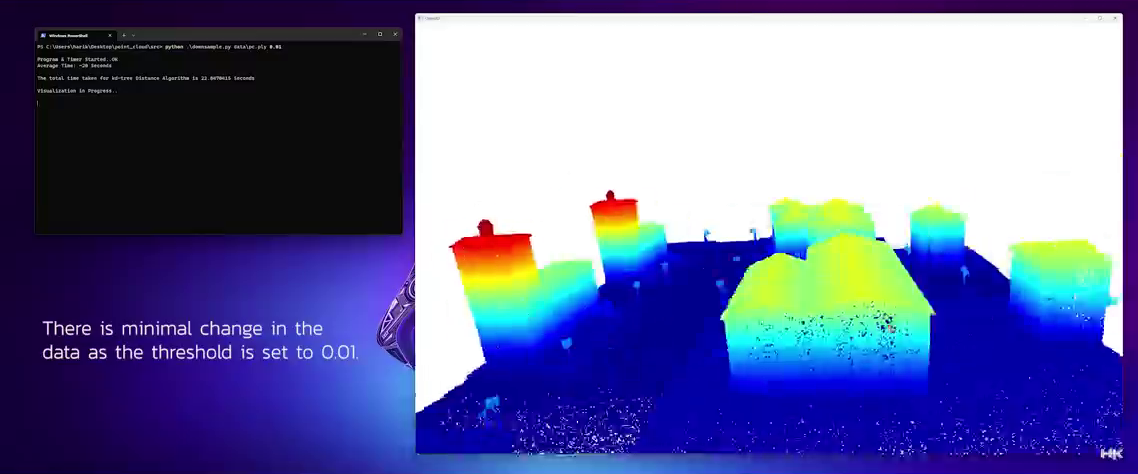 Windows PowerShell
PS C:\Users\harik\Desktop\point_cloud\src> python .\downsample.py data\pc.ply 0.01
Program & Timer Started..OK
Average Time: ~20 Seconds
The total time taken for kd-tree Distance Algorithm is 22.8470415 Seconds
Visualization in Progress..
There is minimal change in the
data as the threshold is set to 0.01.
HK